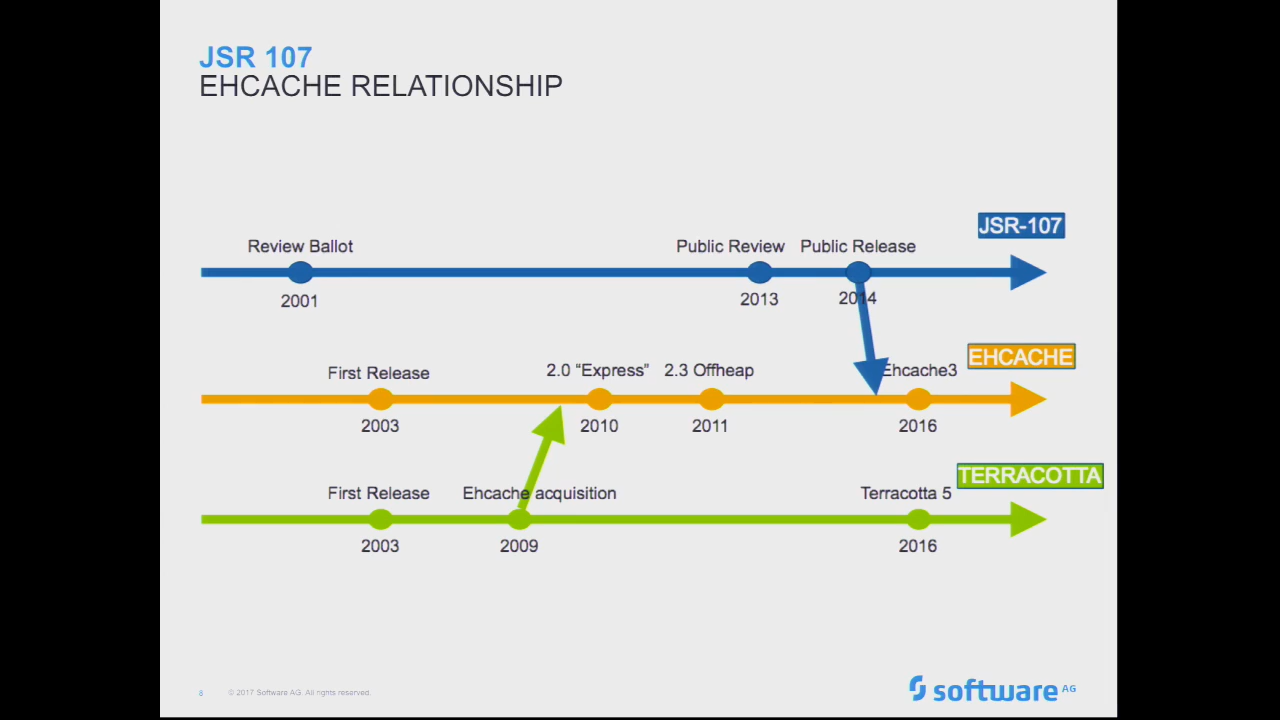 JSR 107
EHCACHE RELATIONSHIP
JSR-107
Review Ballot
Public Review
Public Release
2001
2013
2014
EHCACHE
First Release
2.0 “Express”
2.3 Offheap
Ehcache3
2003
2010
2011
2016
TERRACOTTA
First Release
Ehcache acquisition
Terracotta 5
2003
2009
2016
8
© 2017 Software AG. All rights reserved.
software AG